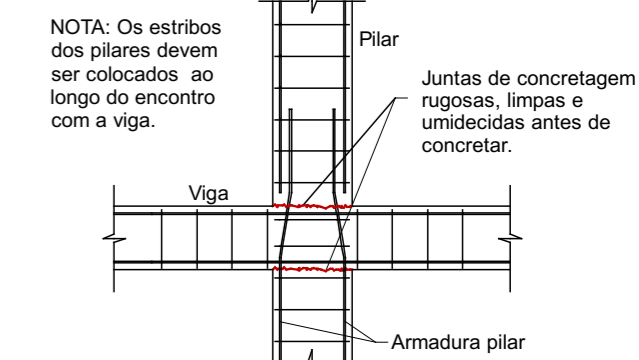 NOTA: Os estribos
dos pilares devem
ser colocados ao
longo do encontro
com a viga.
Pilar
Juntas de concretagem
rugosas, limpas e
umidecidas antes de
concretar.
Viga
Armadura pilar